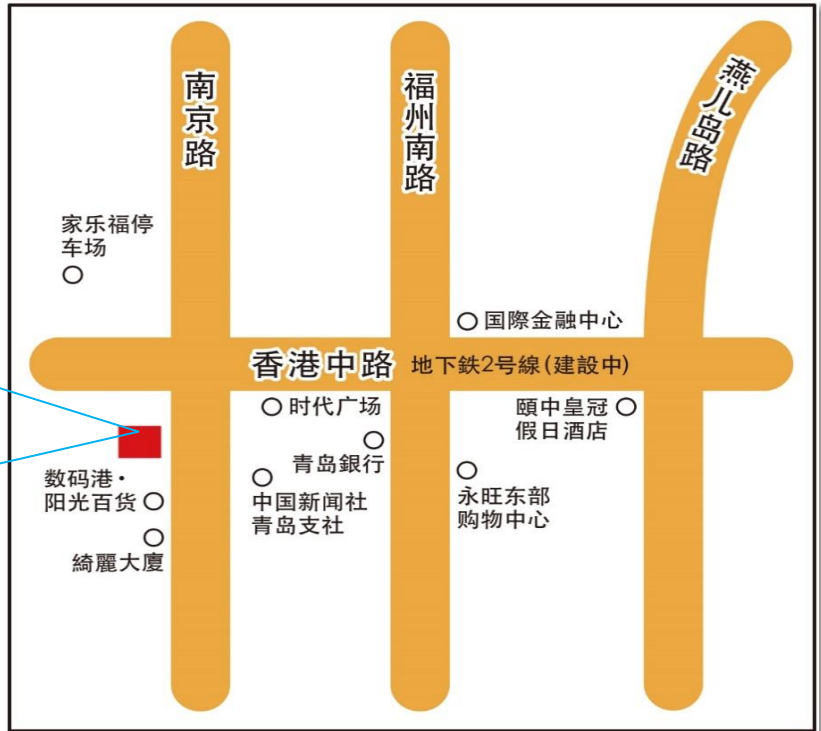 南京路
福州南路
燕儿岛路
家乐福停
车场
国際金融中心
香港中路 地下鉄2号線(建設中)
时代广场
頤中皇冠
假日酒店
青岛銀行
数码港・
阳光百货
中国新闻社
青岛支社
永旺东部
购物中心
綺麗大廈